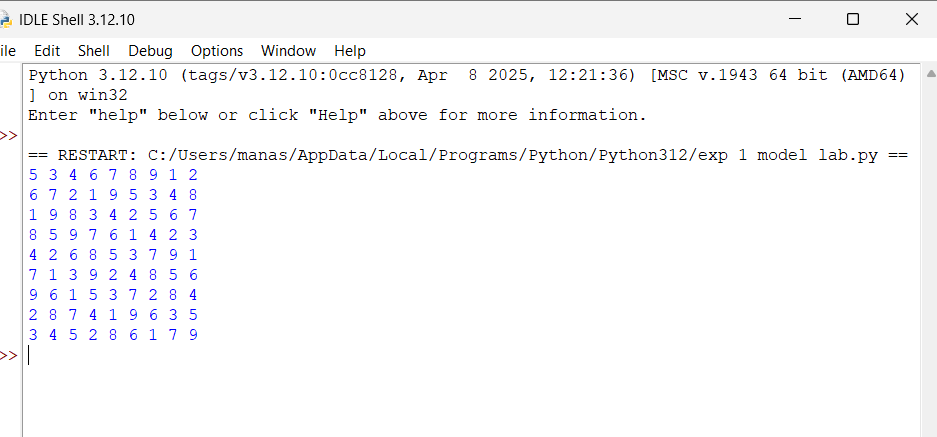 IDLE Shell 3.12.10
ile Edit Shell Debug Options Window Help
Python 3.12.10 (tags/v3.12.10:0cc8128, Apr  8 2025, 12:21:36) [MSC v.1943 64 bit (AMD64)
] on win32
Enter "help" below or click "Help" above for more information.
>>
== RESTART: C:/Users/manas/AppData/Local/Programs/Python/Python312/exp 1 model lab.py ==
5 3 4 6 7 8 9 1 2
6 7 2 1 9 5 3 4 8
1 9 8 3 4 2 5 6 7
8 5 9 7 6 1 4 2 3
4 2 6 8 5 3 7 9 1
7 1 3 9 2 4 8 5 6
9 6 1 5 3 7 2 8 4
2 8 7 4 1 9 6 3 5
3 4 5 2 8 6 1 7 9
>>